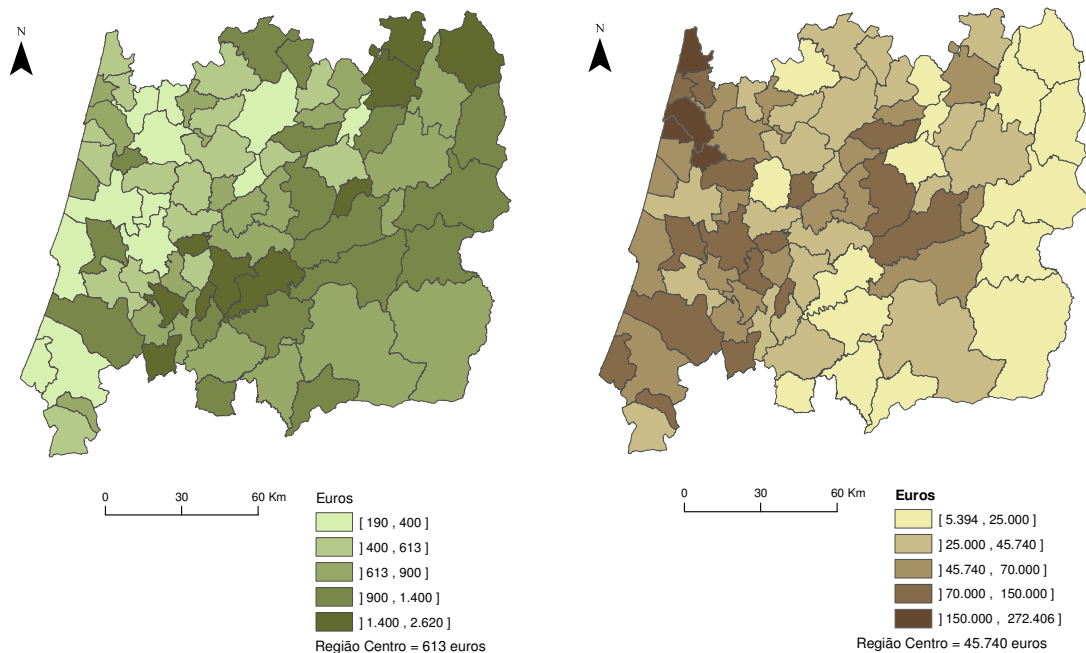 N
0 30 60 Km
Euros
[ 190 , 400 ]
] 400 , 613 ]
] 613 , 900 ]
] 900 , 1.400 ]
] 1.400 , 2.620 ]
Região Centro = 613 euros
N
0 30 60 Km
Euros
[ 5.394 , 25.000 ]
] 25.000 , 45.740 ]
] 45.740 , 70.000 ]
] 70.000 , 150.000 ]
] 150.000 , 272.406 ]
Região Centro = 45.740 euros